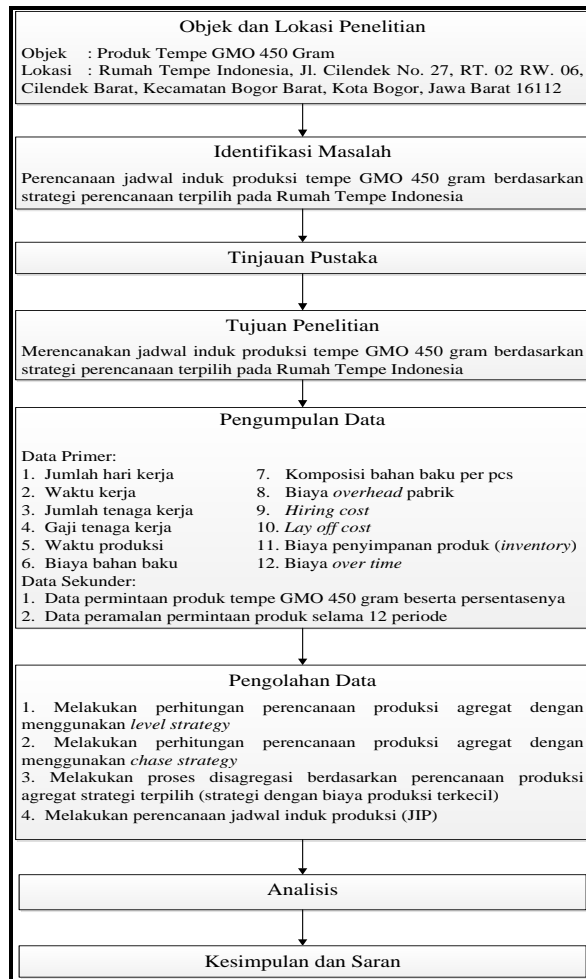 Objek dan Lokasi Penelitian
Objek : Produk Tempe GMO 450 Gram
Lokasi : Rumah Tempe Indonesia, Jl. Cilendek No. 27, RT. 02 RW. 06,
Cilendek Barat, Kecamatan Bogor Barat, Kota Bogor, Jawa Barat 16112
Identifikasi Masalah
Perencanaan jadwal induk produksi tempe GMO 450 gram berdasarkan
strategi perencanaan terpilih pada Rumah Tempe Indonesia
Tinjauan Pustaka
Tujuan Penelitian
Merencanakan jadwal induk produksi tempe GMO 450 gram berdasarkan
strategi perencanaan terpilih pada Rumah Tempe Indonesia
Pengumpulan Data
Data Primer:
1. Jumlah hari kerja
2. Waktu kerja
3. Jumlah tenaga kerja
4. Gaji tenaga kerja
5. Waktu produksi
6. Biaya bahan baku
7. Komposisi bahan baku per pcs
8. Biaya overhead pabrik
9. Hiring cost
10. Lay off cost
11. Biaya penyimpanan produk (inventory)
12. Biaya over time
Data Sekunder:
1. Data permintaan produk tempe GMO 450 gram beserta persentasenya
2. Data peramalan permintaan produk selama 12 periode
Pengolahan Data
1. Melakukan perhitungan perencanaan produksi agregat dengan
menggunakan level strategy
2. Melakukan perhitungan perencanaan produksi agregat dengan
menggunakan chase strategy
3. Melakukan proses disagregasi berdasarkan perencanaan produksi
agregat strategi terpilih (strategi dengan biaya produksi terkecil)
4. Melakukan perencanaan jadwal induk produksi (JIP)
Analisis
Kesimpulan dan Saran